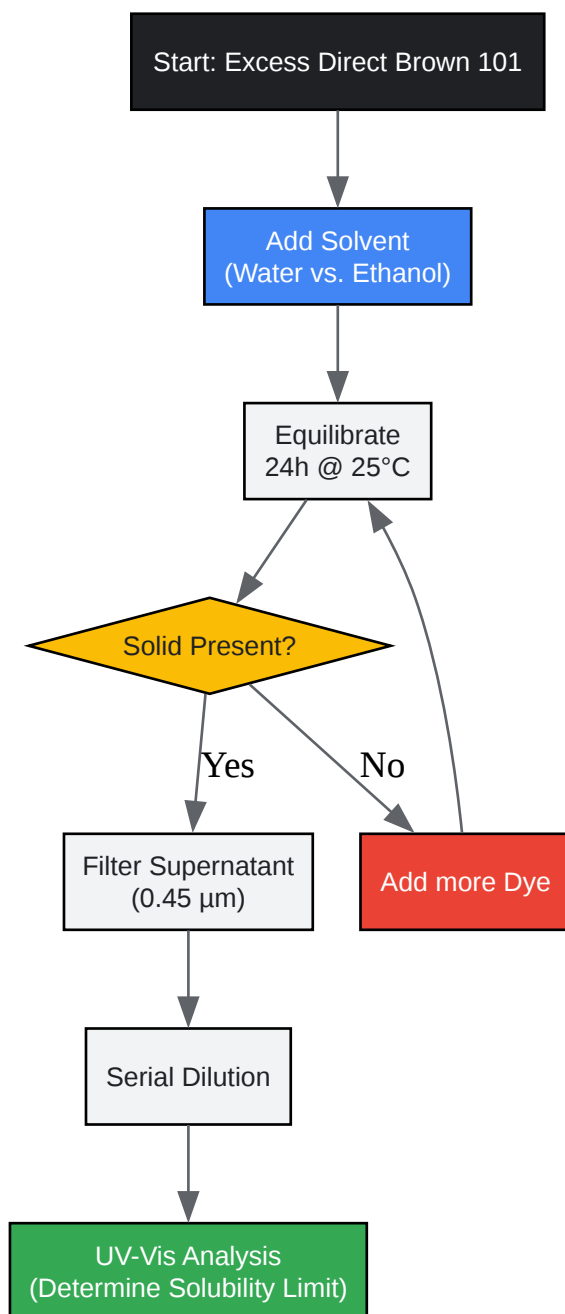 Start: Excess Direct Brown 101
Add Solvent
(Water vs. Ethanol)
Equilibrate
24h @ 25°C
Solid Present?
Yes
No
Filter Supernatant
(0.45 µm)
Add more Dye
Serial Dilution
UV-Vis Analysis
(Determine Solubility Limit)